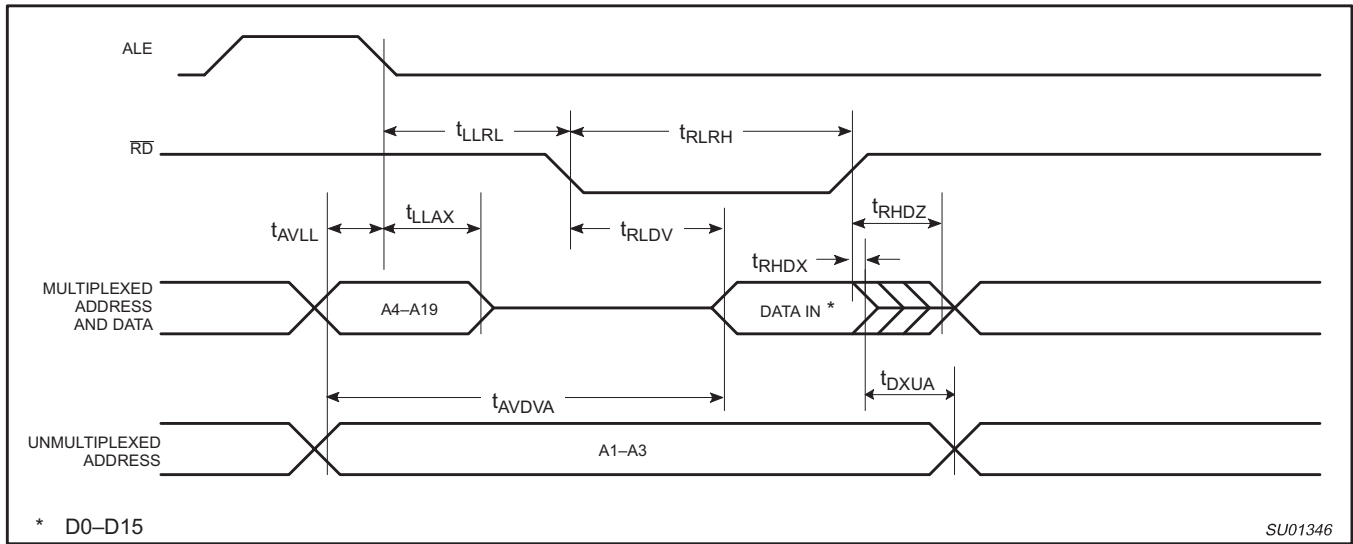 ALE
tLLRL
tRLRH
RD
tRHDZ
tAVLL
tLLAX
tRLDV
tRHDX
MULTIPLEXED
ADDRESS
AND DATA
A4–A19
DATA IN *
tDXUA
tAVDVA
UNMULTIPLEXED
ADDRESS
A1–A3
* D0–D15
SU01346